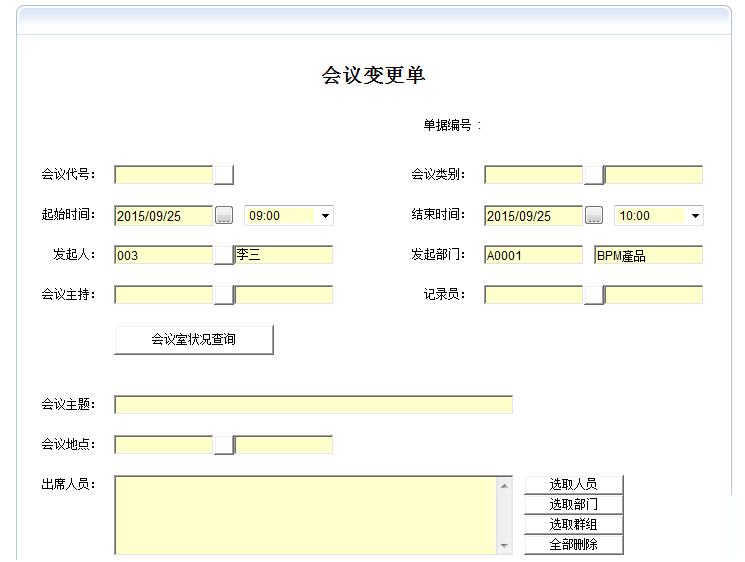 会议变更单
单据编号 :
会议代号: 会议类别:
起始时间: 2015/09/25 ... 09:00 结束时间: 2015/09/25 ... 10:00
发起人: 003 李三 发起部门: A0001 BPM產品
会议主持: 记录员:
会议室状况查询
会议主题:
会议地点:
出席人员: 选取人员
选取部门
选取群组
全部删除